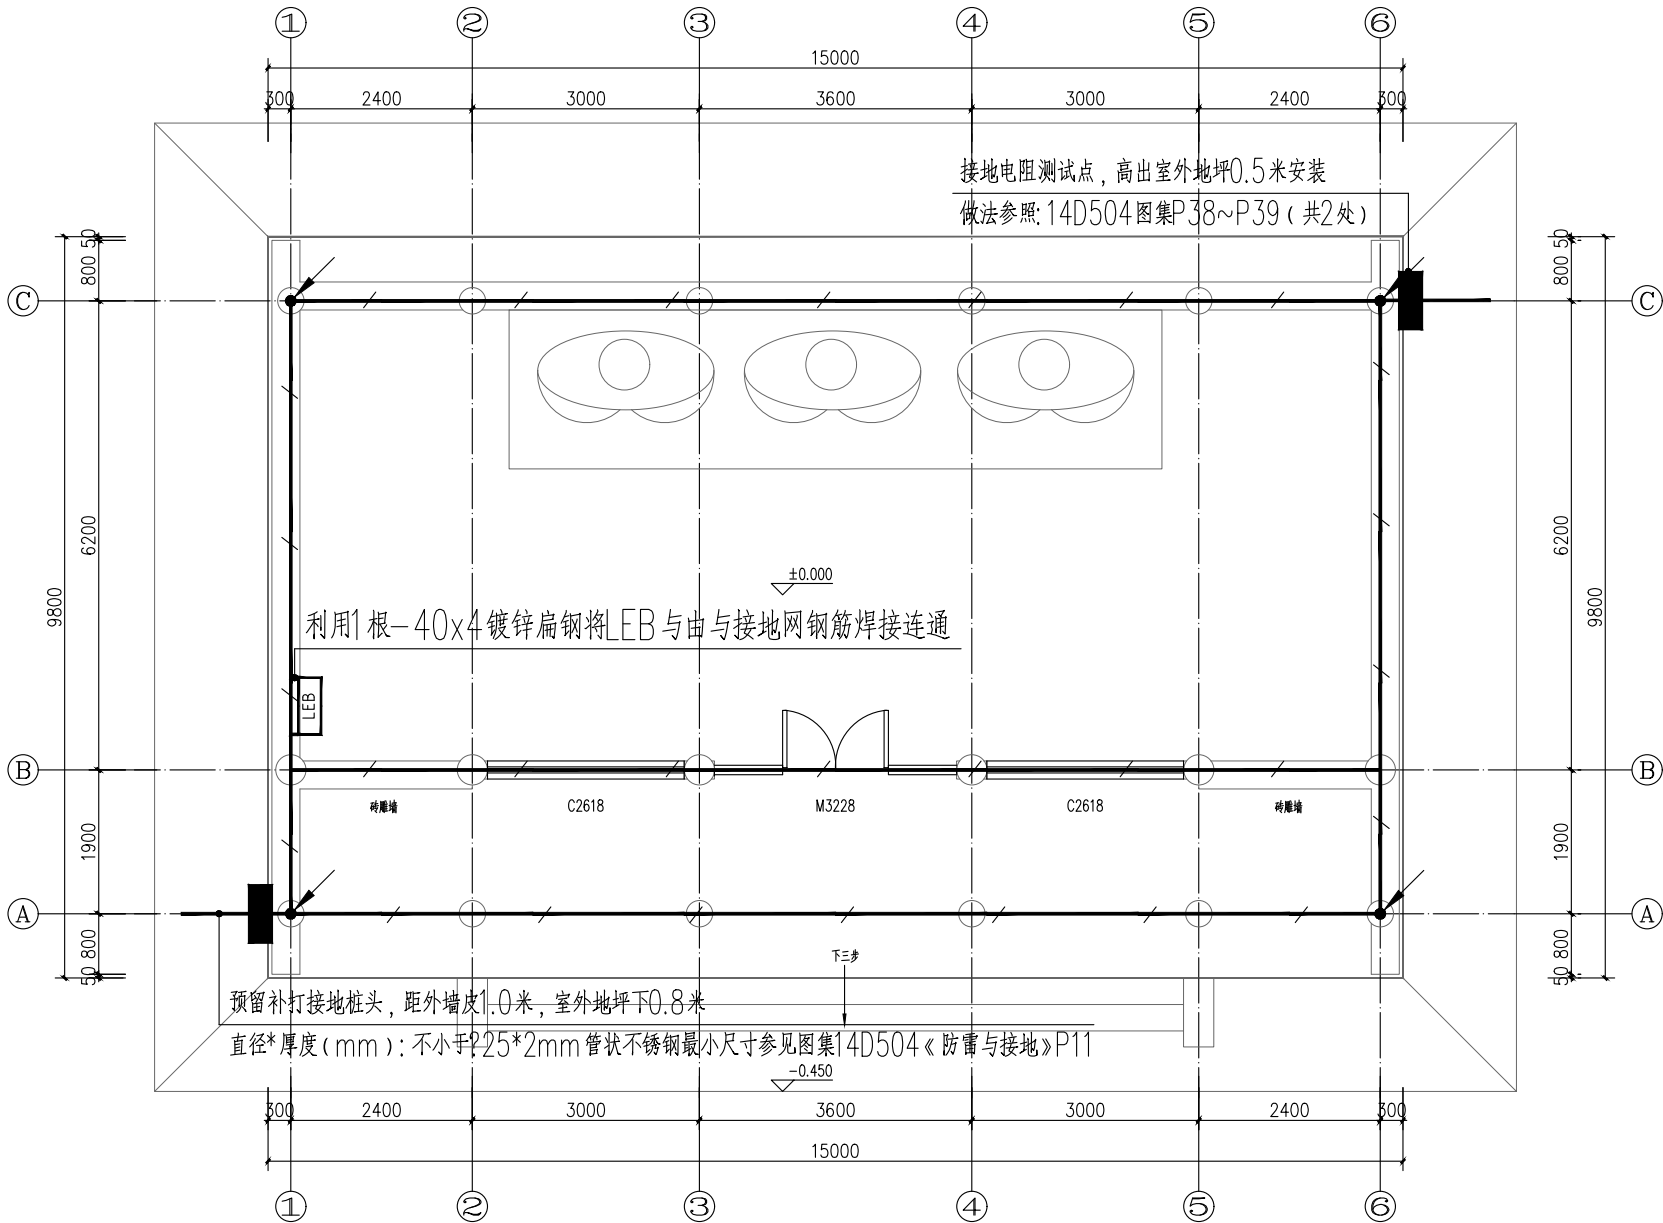 1 2 3 4 5 6
15000
300 2400 3000 3600 3000 2400 300
接地电阻测试点，高出室外地坪0.5米安装
做法参照:14D504图集P38~P39（共2处）
50 50
800 800
C C
6200 6200
9800 9800
±0.000
利用1根-40x4镀锌扁钢将LEB与由与接地网钢筋焊接连通
LEB
B B
砖雕墙 C2618 M3228 C2618 砖雕墙
1900 1900
A A
下三步
800 800
50 50
预留补打接地桩头，距外墙皮1.0米，室外地坪下0.8米
直径*厚度(mm)：不小于?25*2mm管状不锈钢最小尺寸参见图集14D504《防雷与接地》P11
-0.450
300 2400 3000 3600 3000 2400 300
15000
1 2 3 4 5 6